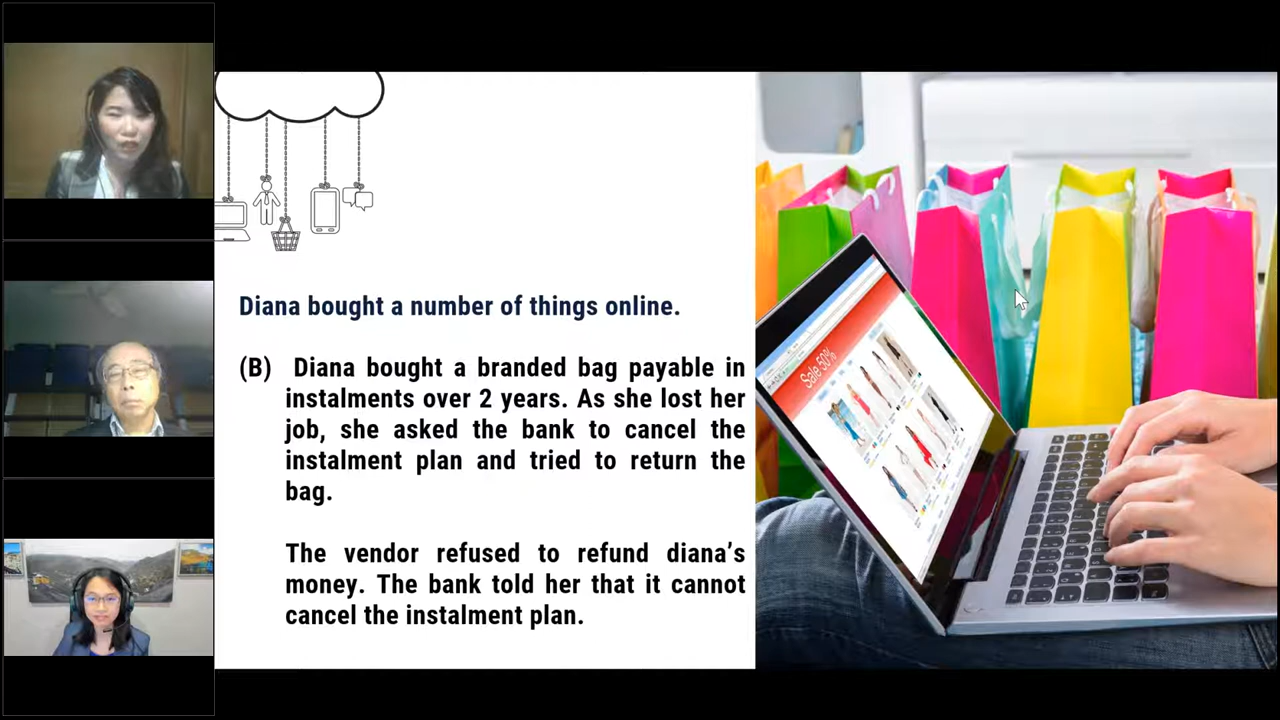 Diana bought a number of things online.
(B) Diana bought a branded bag payable in
instalments over 2 years. As she lost her
job, she asked the bank to cancel the
instalment plan and tried to return the
bag.
The vendor refused to refund diana's
money. The bank told her that it cannot
cancel the instalment plan.
Sale 50%